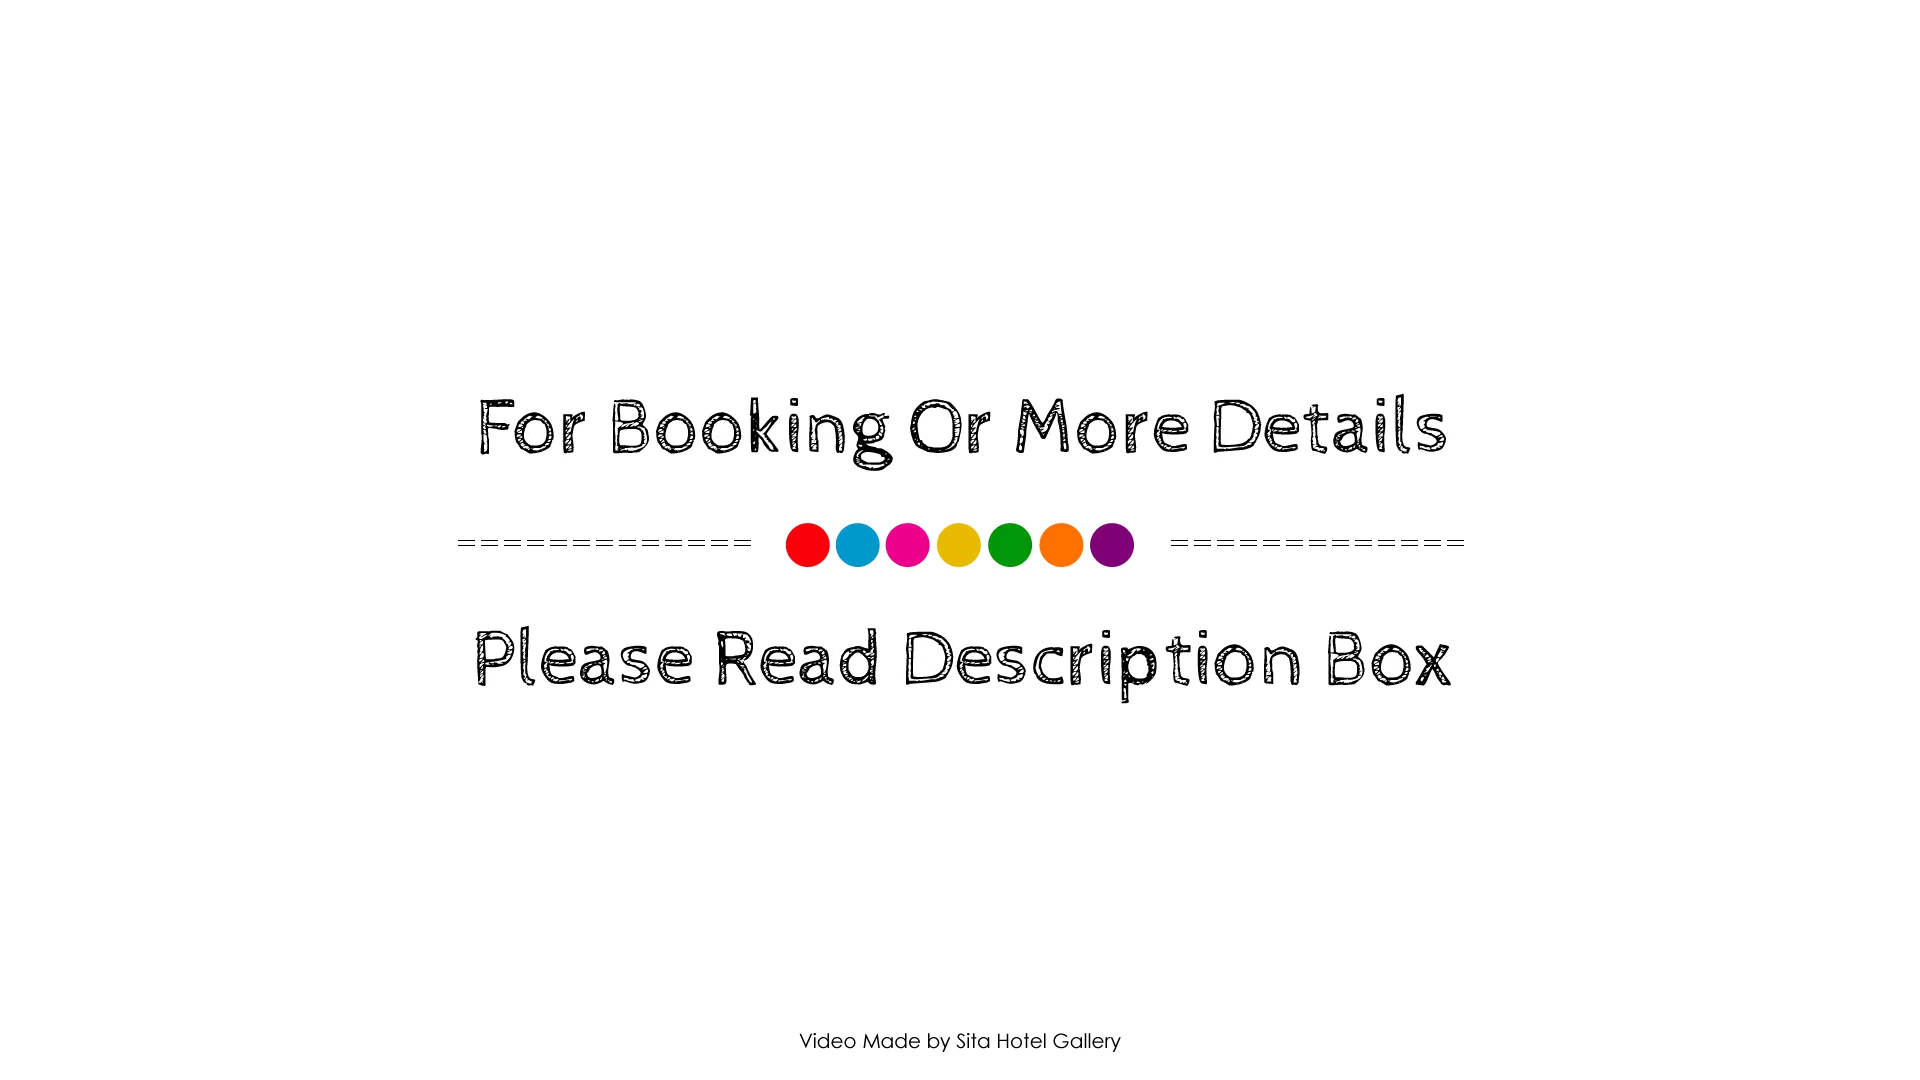 For Booking Or More Details
============= =============
Please Read Description Box
Video Made by Sita Hotel Gallery